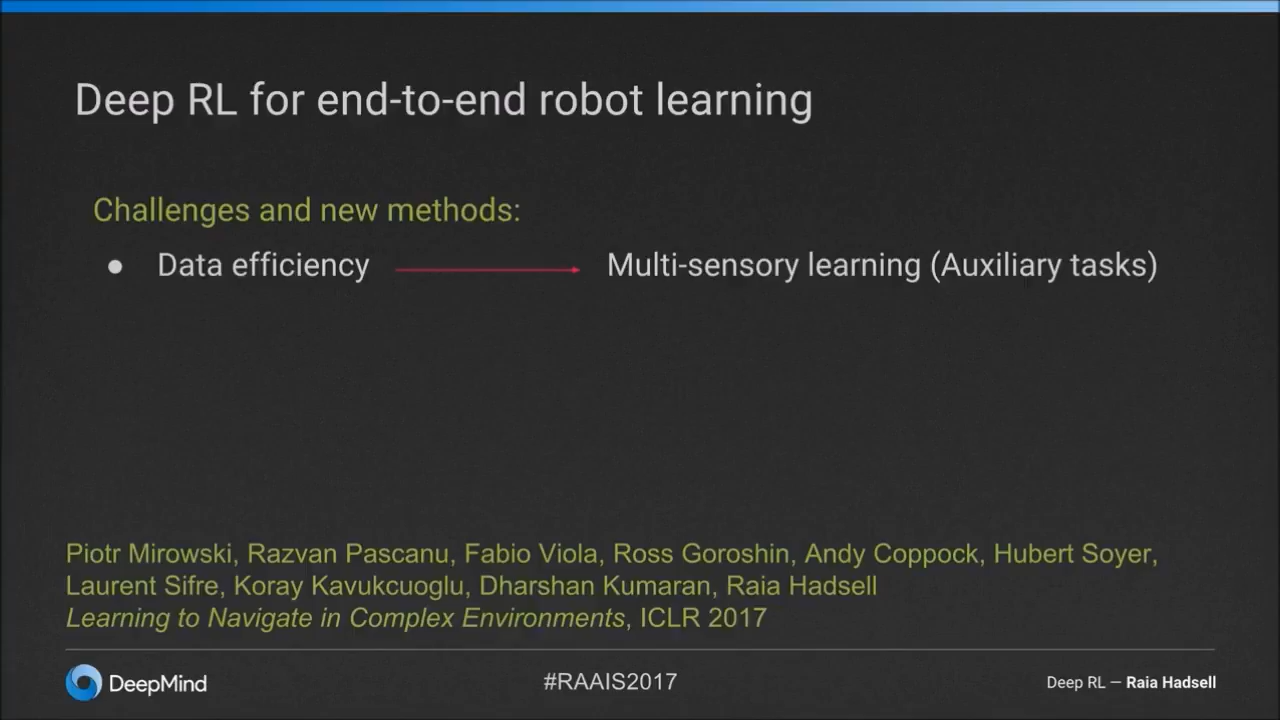 Deep RL for end-to-end robot learning
Challenges and new methods:
● Data efficiency Multi-sensory learning (Auxiliary tasks)
Piotr Mirowski, Razvan Pascanu, Fabio Viola, Ross Goroshin, Andy Coppock, Hubert Soyer,
Laurent Sifre, Koray Kavukcuoglu, Dharshan Kumaran, Raia Hadsell
Learning to Navigate in Complex Environments, ICLR 2017
DeepMind #RAAIS2017 Deep RL — Raia Hadsell